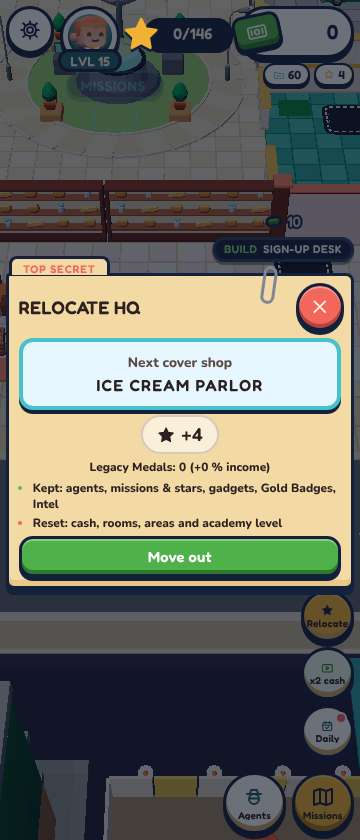 0/146
0
LVL 15
60
4
MISSIONS
10
BUILD SIGN-UP DESK
TOP SECRET
RELOCATE HQ
Next cover shop
ICE CREAM PARLOR
+4
Legacy Medals: 0 (+0 % income)
• Kept: agents, missions & stars, gadgets, Gold Badges,
Intel
• Reset: cash, rooms, areas and academy level
Move out
Relocate
x2 cash
Daily
Agents
Missions